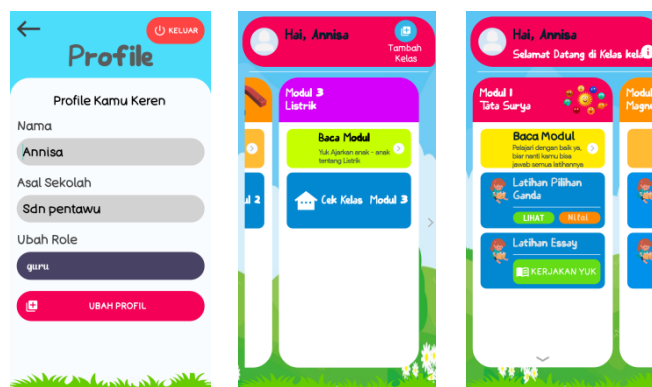 KELUAR
Profile
Profile Kamu Keren
Nama
Annisa
Asal Sekolah
Sdn pentawu
Ubah Role
guru
UBAH PROFIL
Hai, Annisa
Tambah
Kelas
Modul 3
Listrik
Baca Modul
Yuk Ajarkan anak - anak
tentang Listrik
ul 2
Cek Kelas Modul 3
Hai, Annisa
Selamat Datang di Kelas kela
Modul 1
Tata Surya
Modul
Magne
Baca Modul
Pelajari dengan baik ya,
biar nanti kamu bisa
jawab semua latihannya
Latihan Pilihan
Ganda
LIHAT
Nilai
Latihan Essay
KERJAKAN YUK